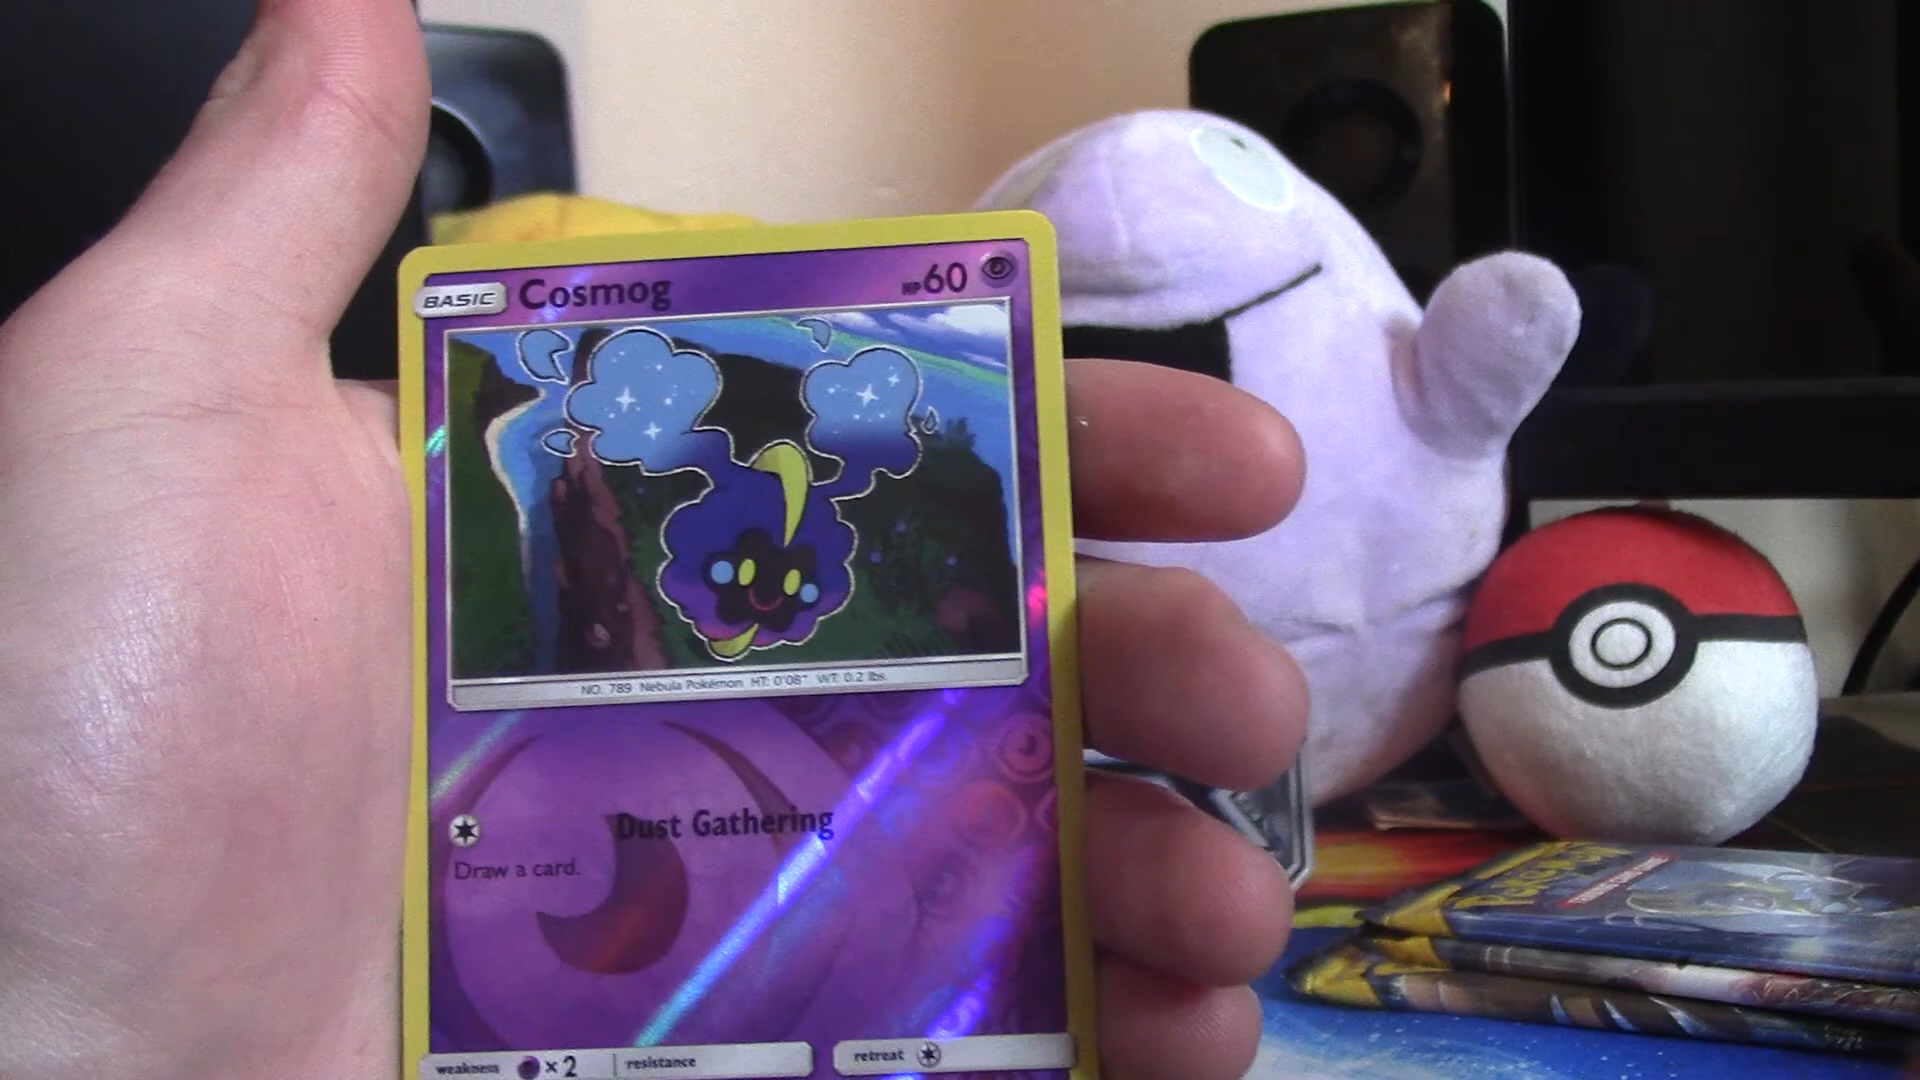 BASIC Cosmog HP60
NO. 789 Nebula Pokémon HT: 0'08" WT: 0.2 lbs.
Dust Gathering
Draw a card.
weakness ×2 resistance retreat
POKéMON